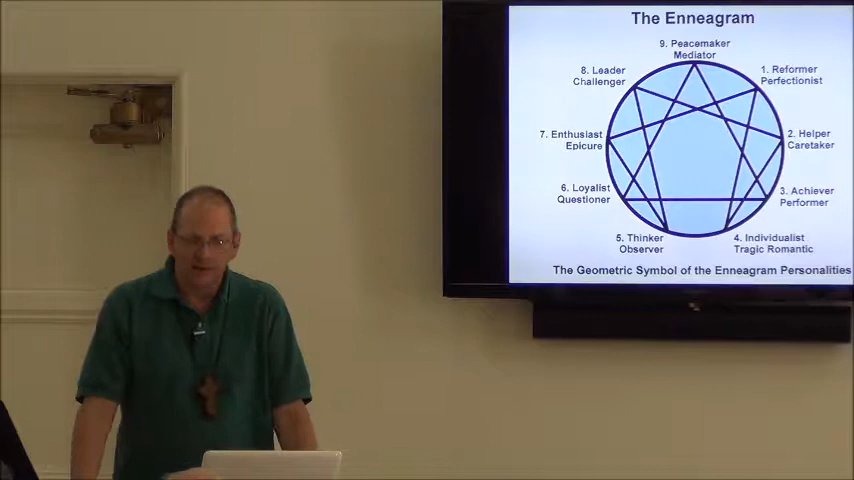 The Enneagram
9. Peacemaker
Mediator
8. Leader
Challenger
1. Reformer
Perfectionist
7. Enthusiast
Epicure
2. Helper
Caretaker
6. Loyalist
Questioner
3. Achiever
Performer
5. Thinker
Observer
4. Individualist
Tragic Romantic
The Geometric Symbol of the Enneagram Personalities